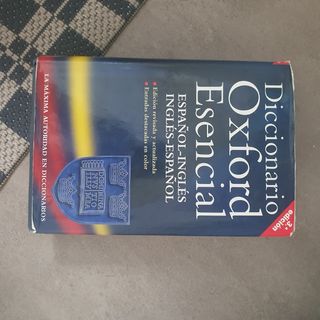 Diccionario
Oxford
Esencial
3.ª
edición
ESPAÑOL-INGLÉS
INGLÉS-ESPAÑOL
• Edición revisada y actualizada
• Entradas destacadas en color
LA MÁXIMA AUTORIDAD EN DICCIONARIOS